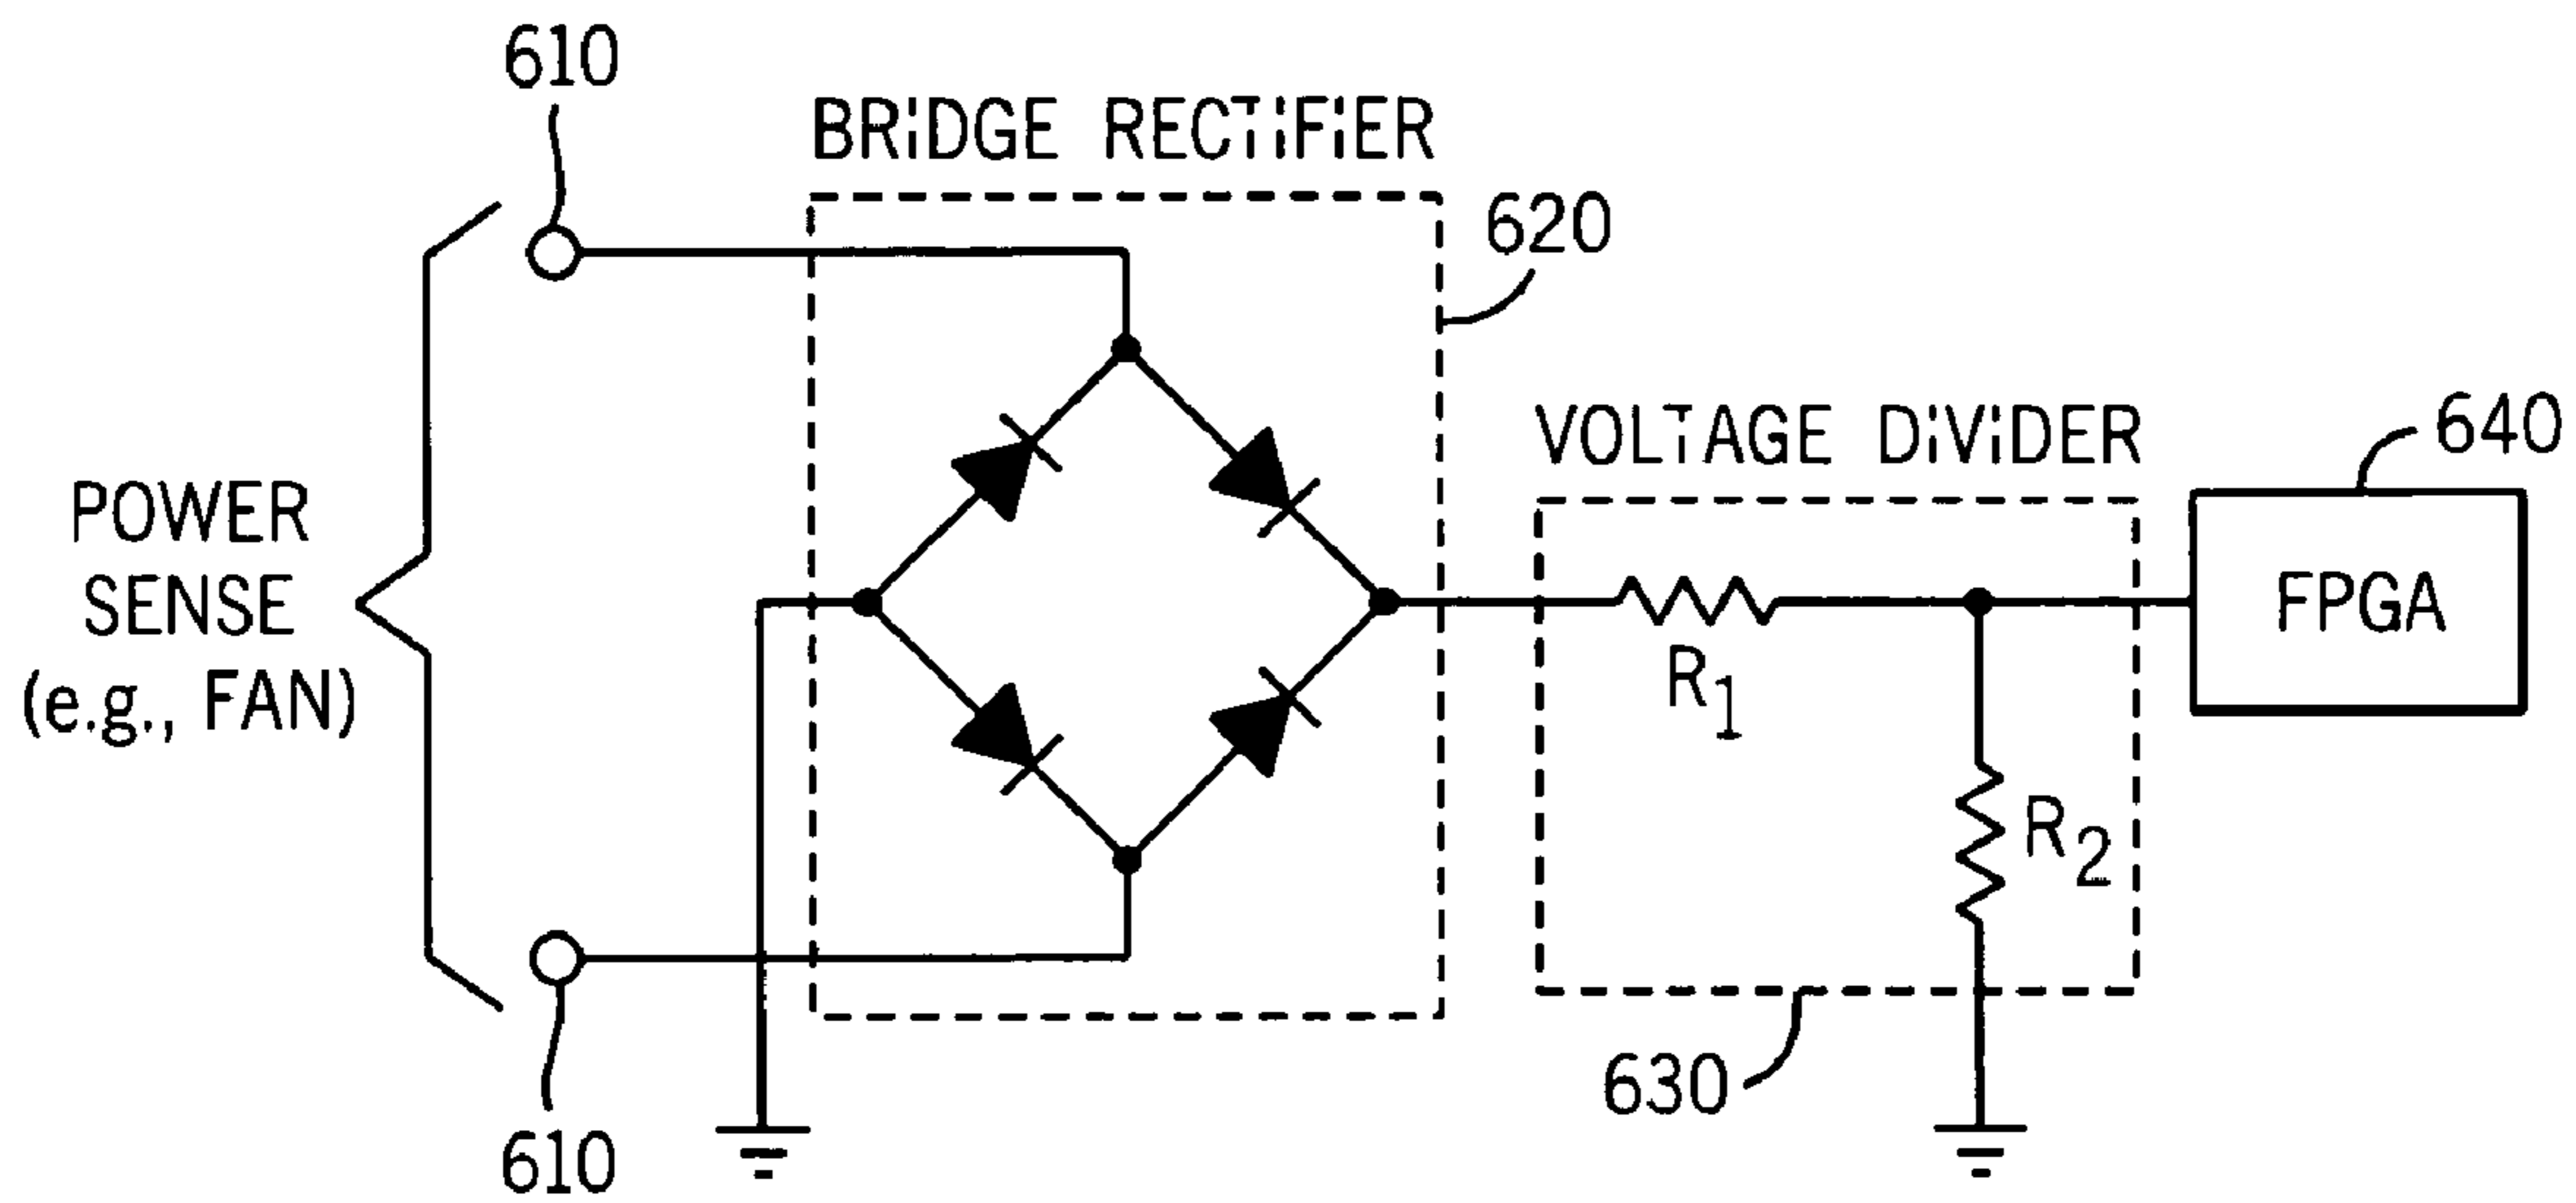 610
BRIDGE RECTIFIER
620
POWER
SENSE
(e.g., FAN)
VOLTAGE DIVIDER
640
FPGA
R1
R2
630
610